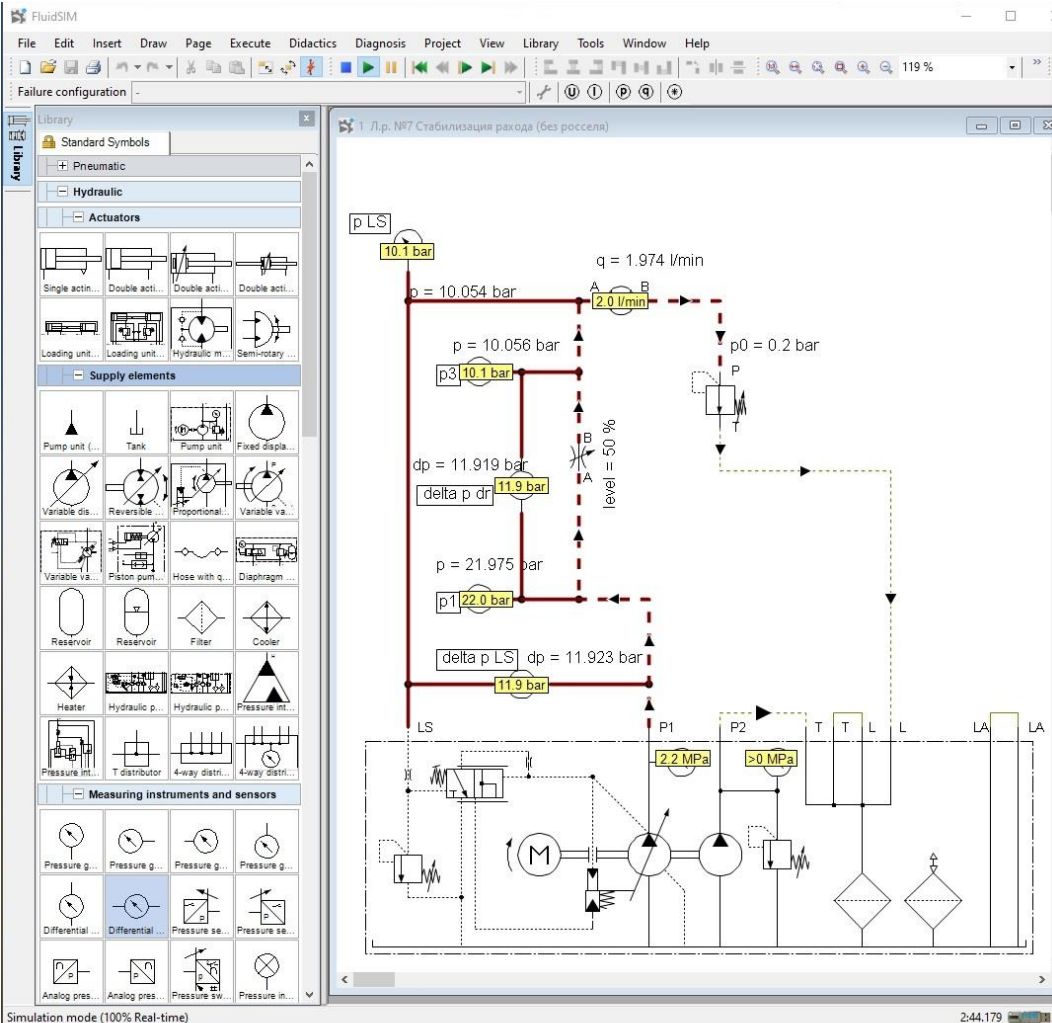 FluidSIM
File Edit Insert Draw Page Execute Didactics Diagnosis Project View Library Tools Window Help
119 %
Failure configuration -
Library
Library
Standard Symbols
Pneumatic
Hydraulic
Actuators
Single actin... Double acti... Double acti... Double acti...
Loading unit... Loading unit... Hydraulic m... Semi-rotary ...
Supply elements
Pump unit (... Tank Pump unit Fixed displa...
Variable dis... Reversible ... Proportional... Variable va...
Variable va... Piston pum... Hose with q... Diaphragm ...
Reservoir Reservoir Filter Cooler
Heater Hydraulic p... Hydraulic p... Pressure int...
Pressure int... T distributor 4-way distri... 4-way distri...
Measuring instruments and sensors
Pressure g... Pressure g... Pressure g... Pressure g...
Differential ... Differential ... Pressure se... Pressure se...
Analog pres... Analog pres... Pressure sw... Pressure in...
1 Л.р. №7 Стабилизация рахода (без росселя)
p LS
10.1 bar
q = 1.974 l/min
p = 10.054 bar
A B
2.0 l/min
p = 10.056 bar
p0 = 0.2 bar
p3 10.1 bar
P
T
B
A
level = 50 %
dp = 11.919 bar
11.9 bar
delta p dr
p = 21.975 bar
p1 22.0 bar
delta p LS dp = 11.923 bar
11.9 bar
LS P1 P2 T T L L LA LA
2.2 MPa >0 MPa
T
M
Simulation mode (100% Real-time)
2:44.179